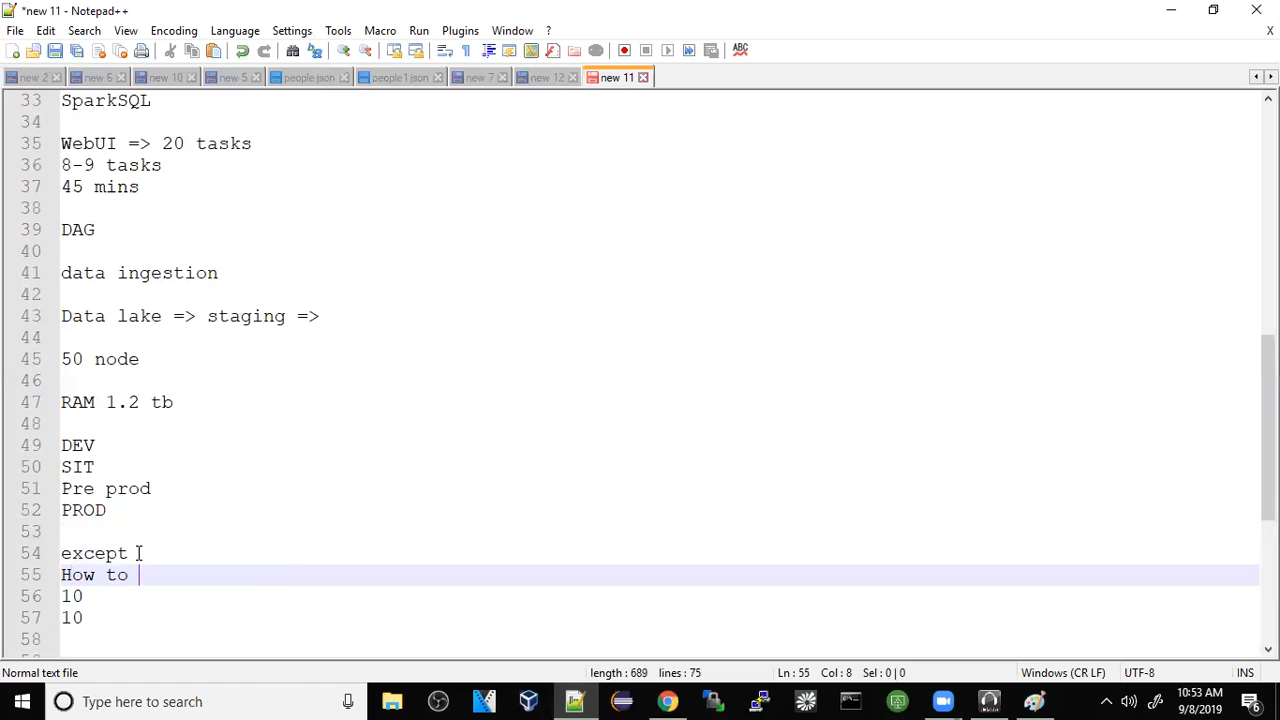 *new 11 - Notepad++
File Edit Search View Encoding Language Settings Tools Macro Run Plugins Window ? X
new 2 new 6 new 10 new 5 people.json people1.json new 7 new 12 new 11
33 SparkSQL
34
35 WebUI => 20 tasks
36 8-9 tasks
37 45 mins
38
39 DAG
40
41 data ingestion
42
43 Data lake => staging =>
44
45 50 node
46
47 RAM 1.2 tb
48
49 DEV
50 SIT
51 Pre prod
52 PROD
53
54 except
55 How to
56 10
57 10
58
Normal text file length : 689 lines : 75 Ln : 55 Col : 8 Sel : 0 | 0 Windows (CR LF) UTF-8 INS
Type here to search
10:53 AM
9/8/2019
6